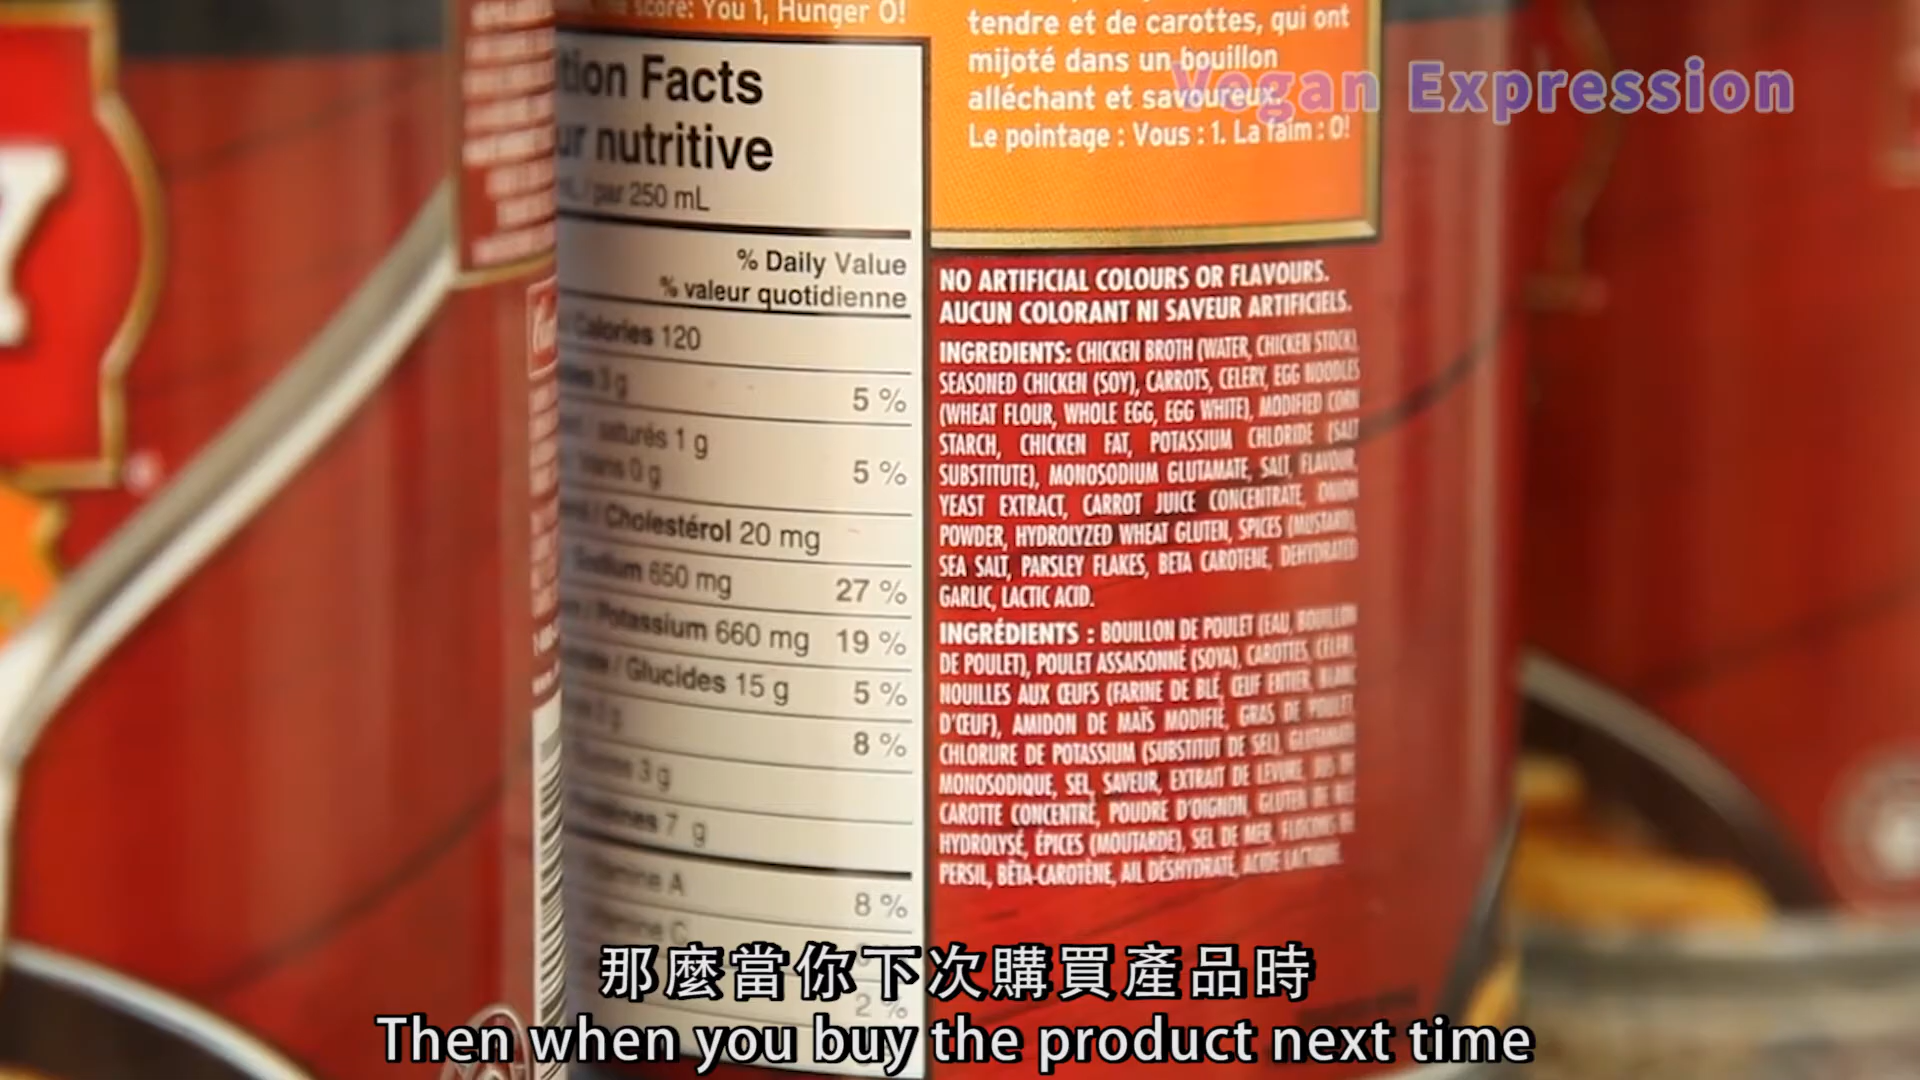 score: You 1, Hunger 0!
tion Facts
ur nutritive
par 250 mL
% Daily Value
% valeur quotidienne
Calories 120
3 g 5 %
saturés 1 g
trans 0 g 5 %
Cholestérol 20 mg
Sodium 650 mg 27 %
Potassium 660 mg 19 %
Glucides 15 g 5 %
8 %
3 g
7 g
A 8 %
C
2 %
tendre et de carottes, qui ont
mijoté dans un bouillon
alléchant et savoureux.
Le pointage : Vous : 1. La faim : 0!
Vegan Expression
NO ARTIFICIAL COLOURS OR FLAVOURS.
AUCUN COLORANT NI SAVEUR ARTIFICIELS.
INGREDIENTS: CHICKEN BROTH (WATER, CHICKEN STOCK),
SEASONED CHICKEN (SOY), CARROTS, CELERY, EGG NOODLES
(WHEAT FLOUR, WHOLE EGG, EGG WHITE), MODIFIED CORN
STARCH, CHICKEN FAT, POTASSIUM CHLORIDE (SALT
SUBSTITUTE), MONOSODIUM GLUTAMATE, SALT, FLAVOUR,
YEAST EXTRACT, CARROT JUICE CONCENTRATE, ONION
POWDER, HYDROLYZED WHEAT GLUTEN, SPICES (MUSTARD),
SEA SALT, PARSLEY FLAKES, BETA CAROTENE, DEHYDRATED
GARLIC, LACTIC ACID.
INGRÉDIENTS : BOUILLON DE POULET (EAU, BOUILLON
DE POULET), POULET ASSAISONNÉ (SOYA), CAROTTES, CÉLERI,
NOUILLES AUX ŒUFS (FARINE DE BLÉ, ŒUF ENTIER, BLANC
D'ŒUF), AMIDON DE MAÏS MODIFIÉ, GRAS DE POULET,
CHLORURE DE POTASSIUM (SUBSTITUT DE SEL), GLUTAMATE
MONOSODIQUE, SEL, SAVEUR, EXTRAIT DE LEVURE, JUS DE
CAROTTE CONCENTRÉ, POUDRE D'OIGNON, GLUTEN DE BLÉ
HYDROLYSÉ, ÉPICES (MOUTARDE), SEL DE MER, FLOCONS DE
PERSIL, BÊTA-CAROTÈNE, AIL DÉSHYDRATÉ, ACIDE LACTIQUE.
那麼當你下次購買產品時
Then when you buy the product next time